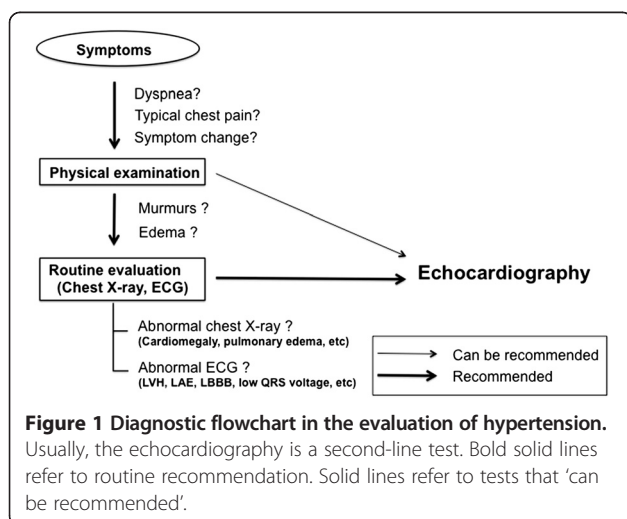 Symptoms
Dyspnea?
Typical chest pain?
Symptom change?
Physical examination
Murmurs ?
Edema ?
Routine evaluation
(Chest X-ray, ECG)
Echocardiography
Abnormal chest X-ray ?
(Cardiomegaly, pulmonary edema, etc)
Abnormal ECG ?
(LVH, LAE, LBBB, low QRS voltage, etc)
Can be recommended
Recommended
Figure 1 Diagnostic flowchart in the evaluation of hypertension.
Usually, the echocardiography is a second-line test. Bold solid lines
refer to routine recommendation. Solid lines refer to tests that ‘can
be recommended’.